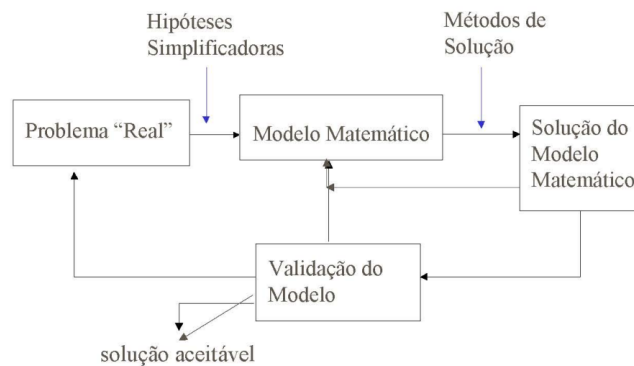 Hipóteses
Simplificadoras
Métodos de
Solução
Problema “Real”
Modelo Matemático
Solução do
Modelo
Matemático
Validação do
Modelo
solução aceitável